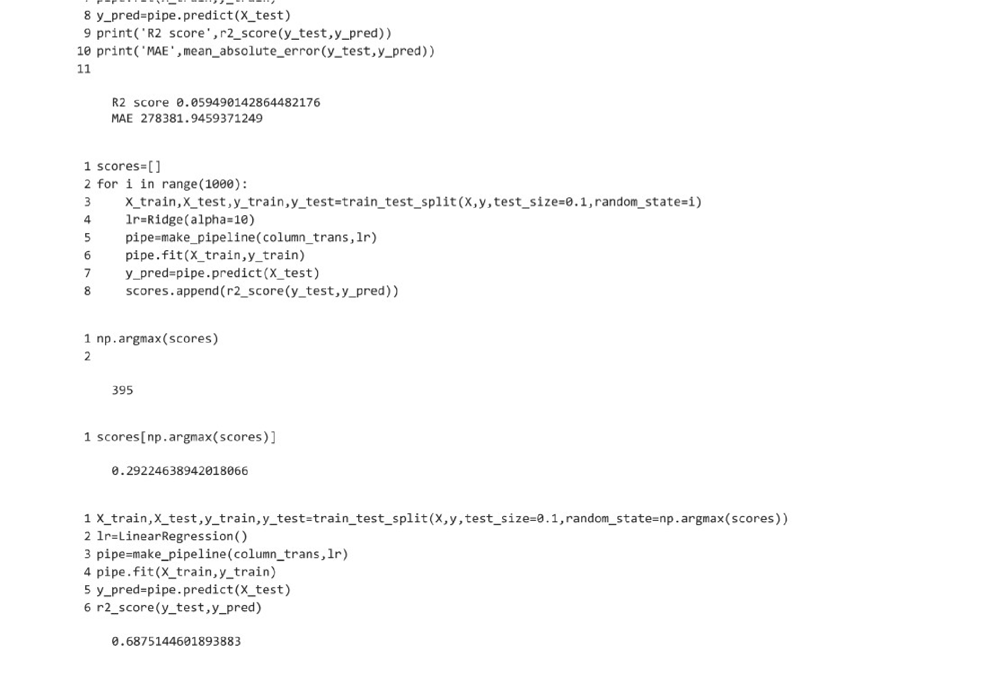 7 pipe.fit(X_train,y_train)
8 y_pred=pipe.predict(X_test)
9 print('R2 score',r2_score(y_test,y_pred))
10 print('MAE',mean_absolute_error(y_test,y_pred))
11
R2 score 0.059490142864482176
MAE 278381.9459371249
1 scores=[]
2 for i in range(1000):
3     X_train,X_test,y_train,y_test=train_test_split(X,y,test_size=0.1,random_state=i)
4     lr=Ridge(alpha=10)
5     pipe=make_pipeline(column_trans,lr)
6     pipe.fit(X_train,y_train)
7     y_pred=pipe.predict(X_test)
8     scores.append(r2_score(y_test,y_pred))
1 np.argmax(scores)
2
395
1 scores[np.argmax(scores)]
0.29224638942018066
1 X_train,X_test,y_train,y_test=train_test_split(X,y,test_size=0.1,random_state=np.argmax(scores))
2 lr=LinearRegression()
3 pipe=make_pipeline(column_trans,lr)
4 pipe.fit(X_train,y_train)
5 y_pred=pipe.predict(X_test)
6 r2_score(y_test,y_pred)
0.6875144601893883